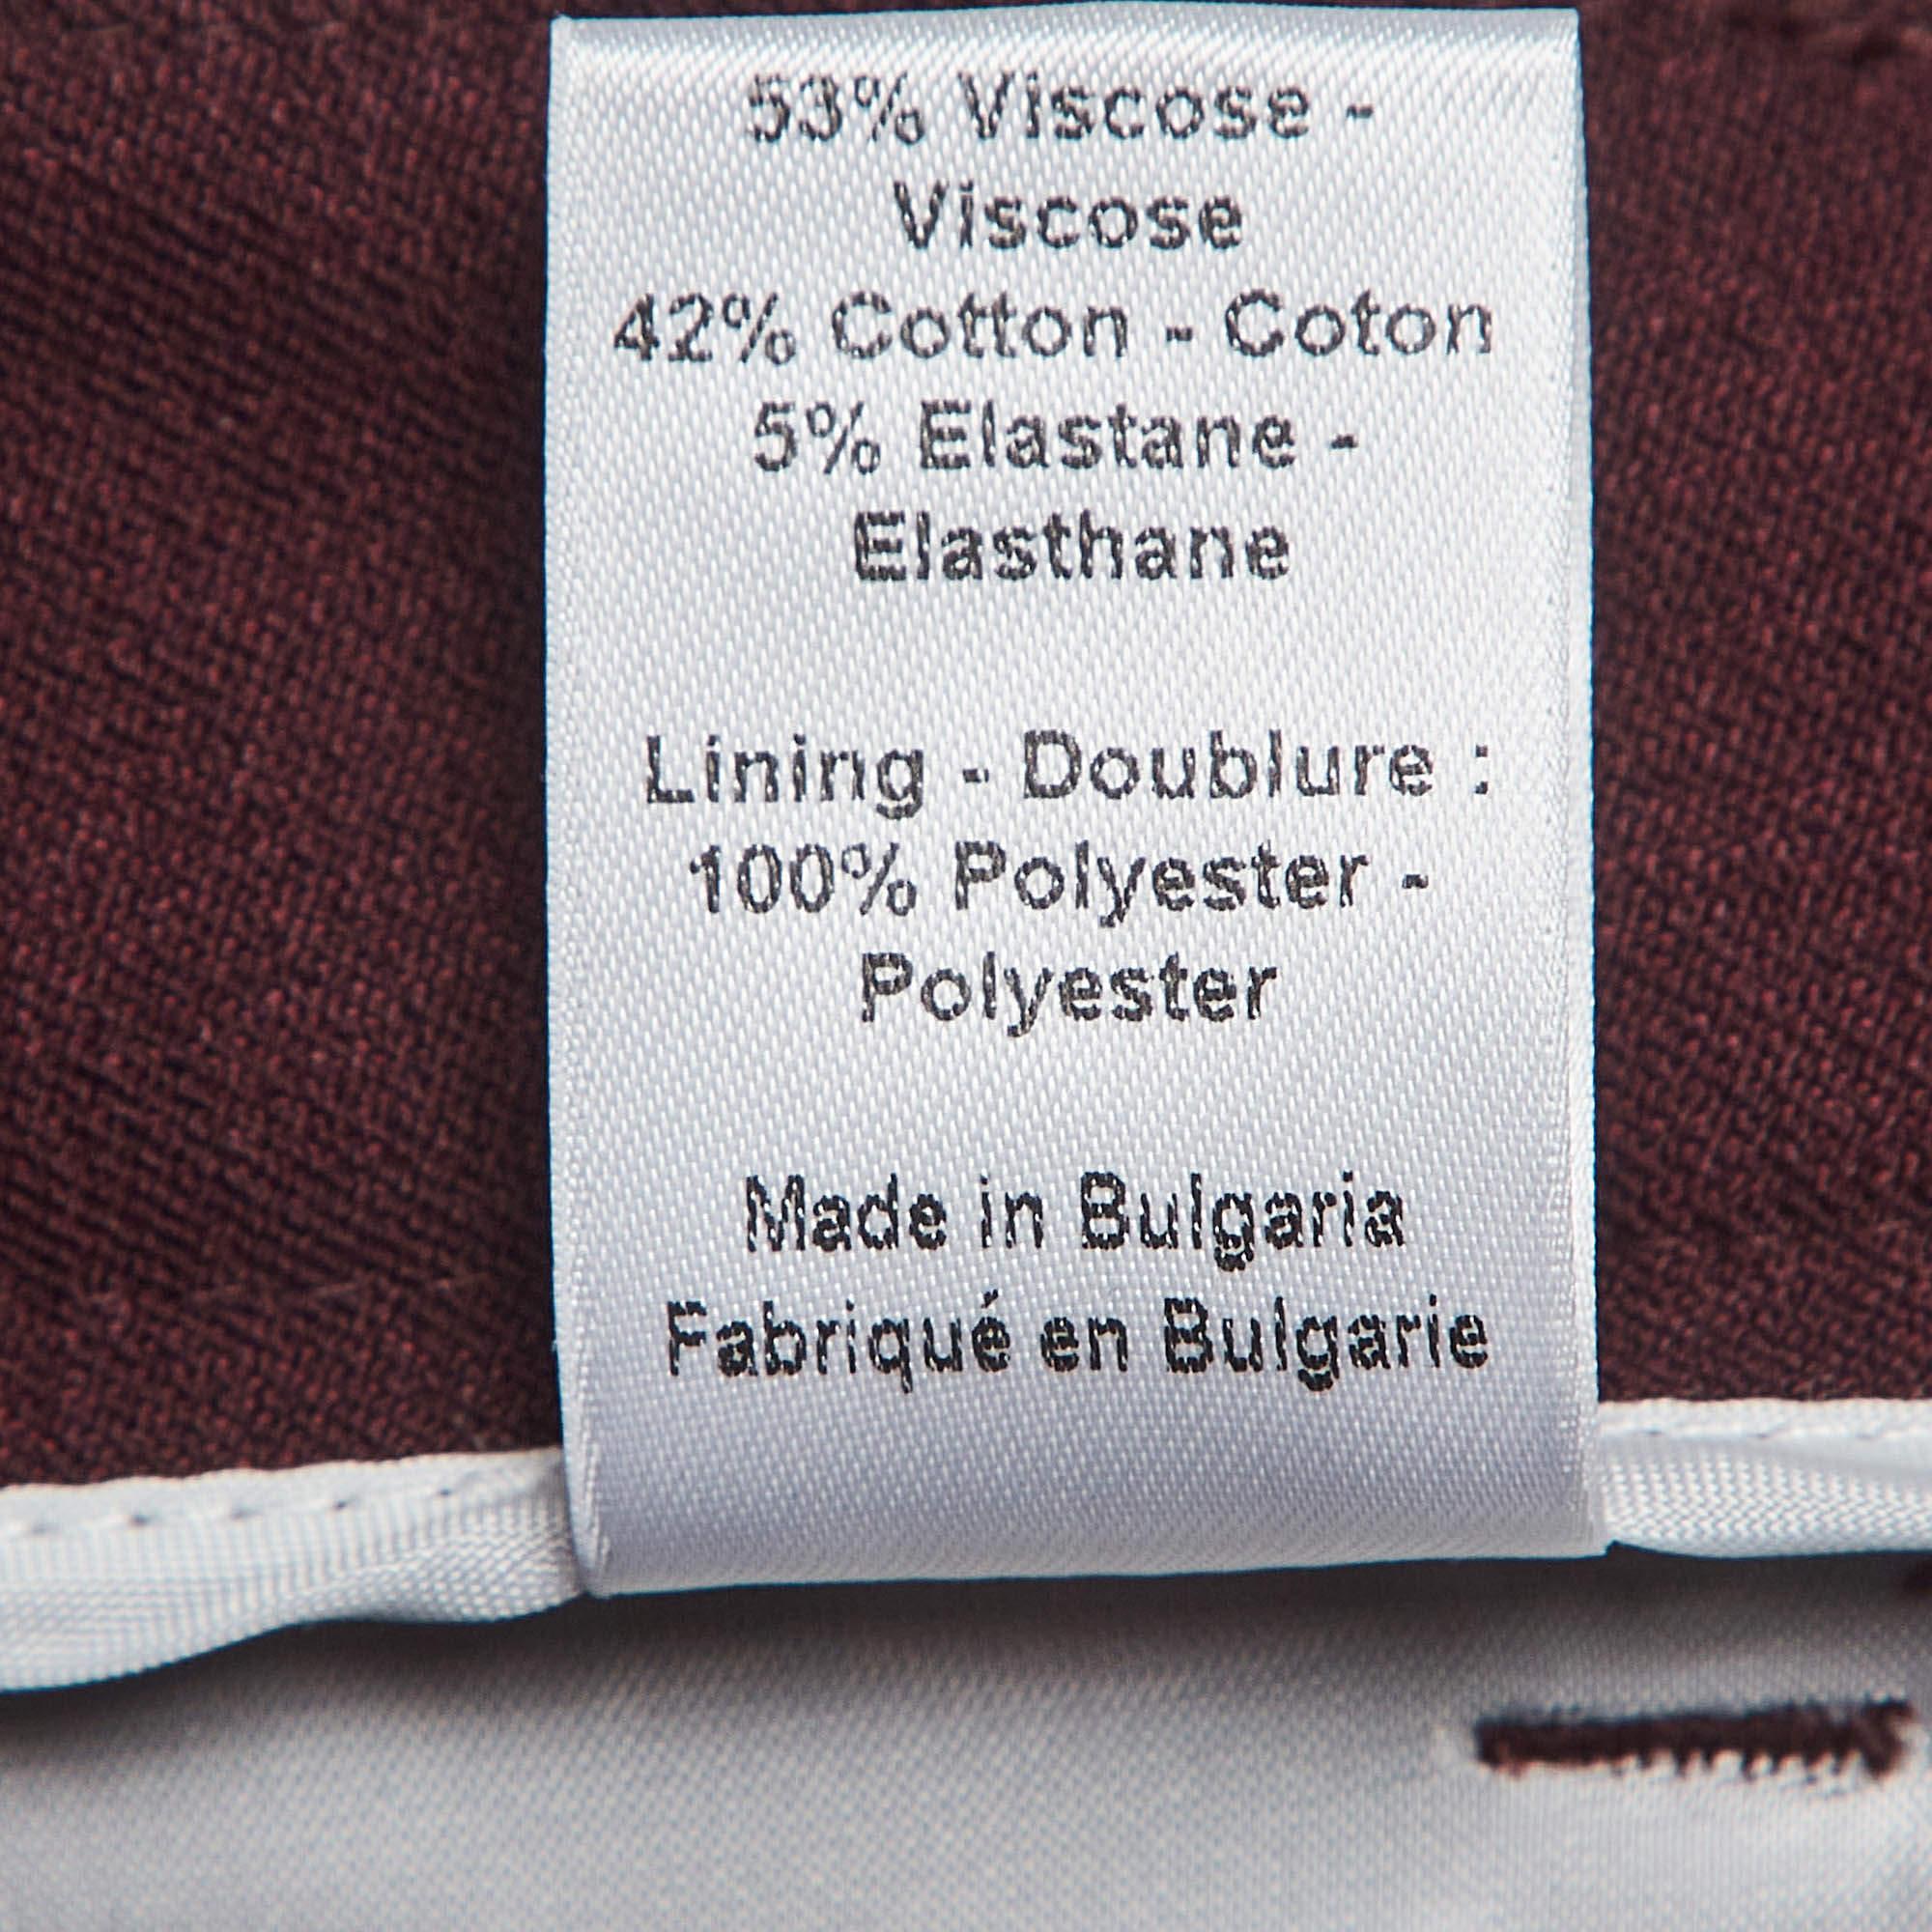 53% Viscose -
Viscose
42% Cotton - Coton
5% Elastane -
Elasthane
Lining - Doublure :
100% Polyester -
Polyester
Made in Bulgaria
Fabriqué en Bulgarie